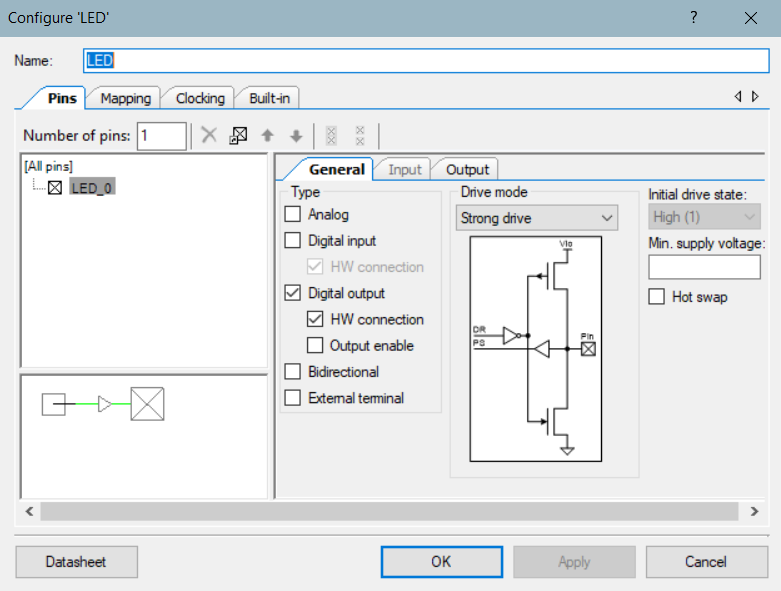 Configure 'LED'
?
Name: LED
Pins Mapping Clocking Built-in
Number of pins: 1
[All pins]
LED_0
General Input Output
Type
Analog
Digital input
HW connection
Digital output
HW connection
Output enable
Bidirectional
External terminal
Drive mode
Strong drive
Vio
DR
PS
Pin
Initial drive state:
High (1)
Min. supply voltage:
Hot swap
Datasheet OK Apply Cancel